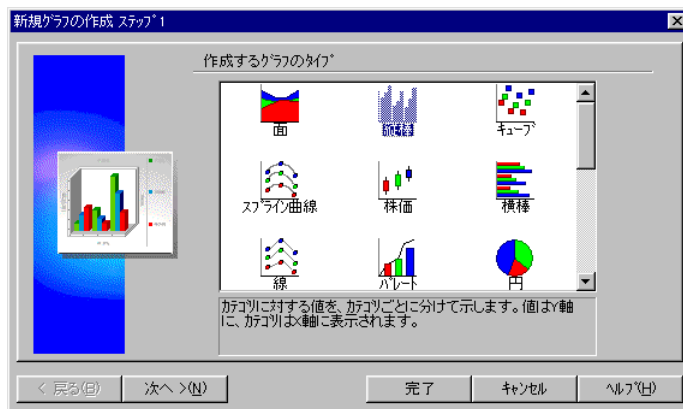 新規ｸﾞﾗﾌの作成 ｽﾃｯﾌﾟ1
作成するｸﾞﾗﾌのﾀｲﾌﾟ
面
縦棒
ｷｭｰﾌﾞ
ｽﾌﾟﾗｲﾝ曲線
株価
横棒
線
ﾊﾟﾚｰﾄ
円
ｶﾃｺﾞﾘに対する値を、ｶﾃｺﾞﾘごとに分けて示します。値はY軸
に、ｶﾃｺﾞﾘはX軸に表示されます。
< 戻る(B)
次へ >(N)
完了
ｷｬﾝｾﾙ
ﾍﾙﾌﾟ(H)